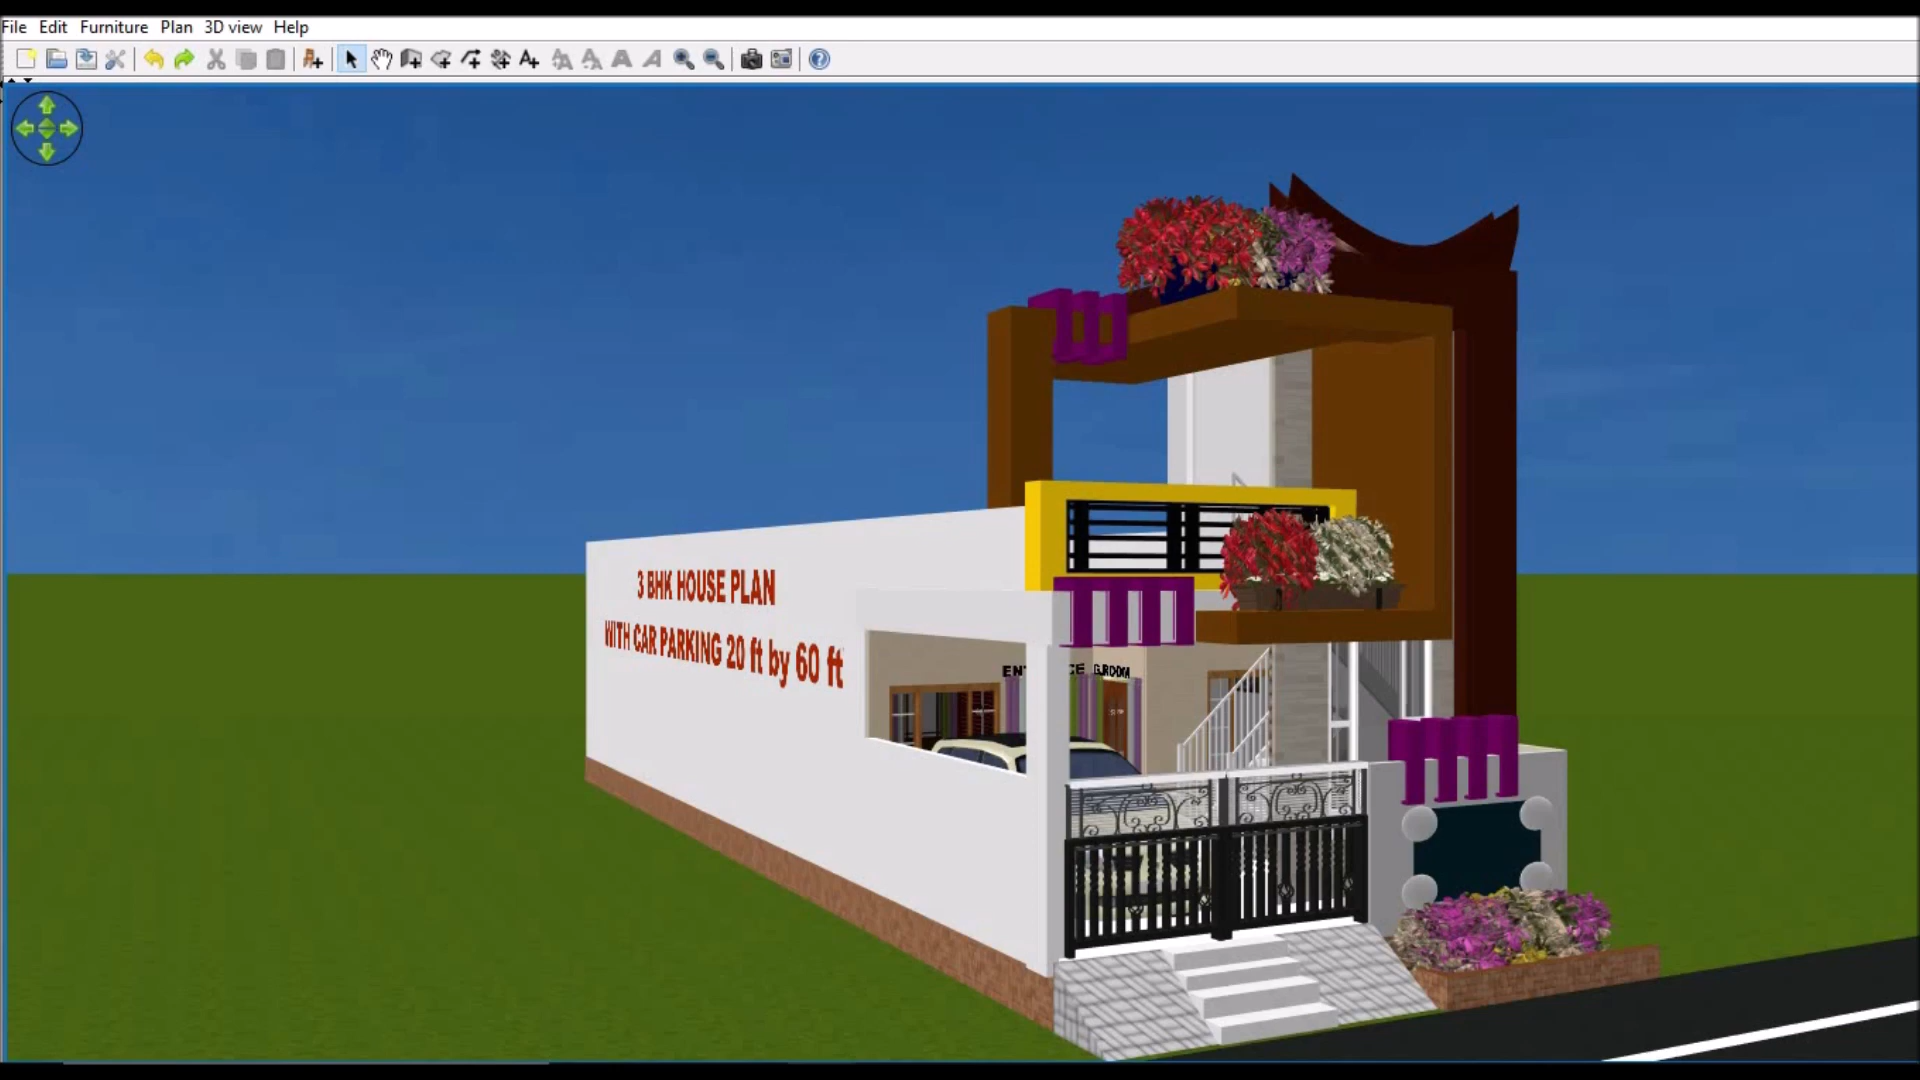 File Edit Furniture Plan 3D view Help
3 BHK HOUSE PLAN
WITH CAR PARKING 20 ft by 60 ft
G.ROOM